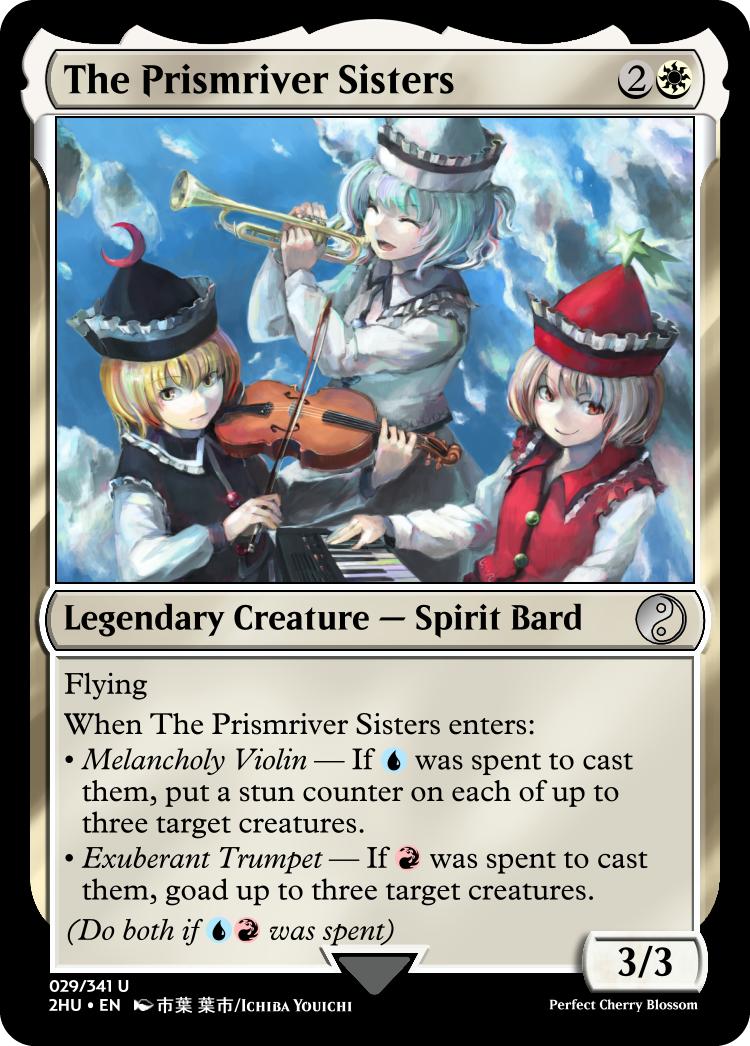 The Prismriver Sisters 2
Legendary Creature — Spirit Bard
Flying
When The Prismriver Sisters enters:
• Melancholy Violin — If was spent to cast
them, put a stun counter on each of up to
three target creatures.
• Exuberant Trumpet — If was spent to cast
them, goad up to three target creatures.
(Do both if was spent)
3/3
029/341 U
2HU • EN 市葉 葉市/Ichiba Youichi
Perfect Cherry Blossom